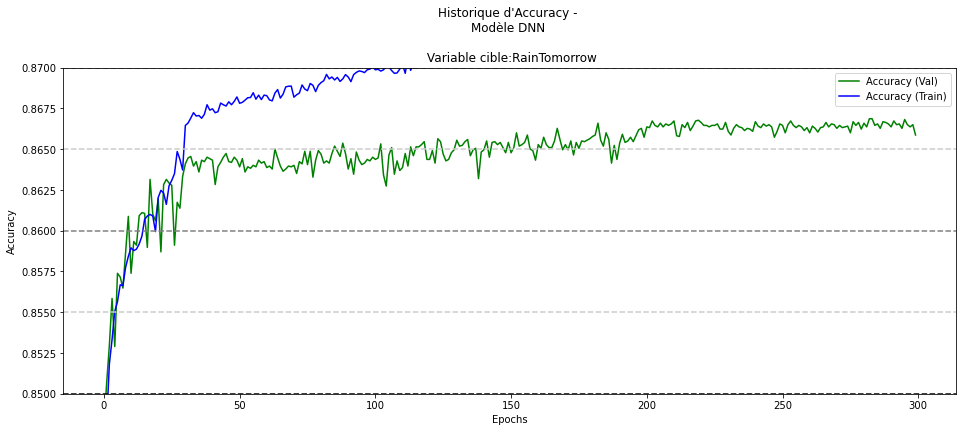 Historique d'Accuracy -
Modèle DNN
Variable cible:RainTomorrow
Accuracy (Val)
Accuracy (Train)
0.8700
0.8675
0.8650
0.8625
0.8600
0.8575
0.8550
0.8525
0.8500
Accuracy
0 50 100 150 200 250 300
Epochs